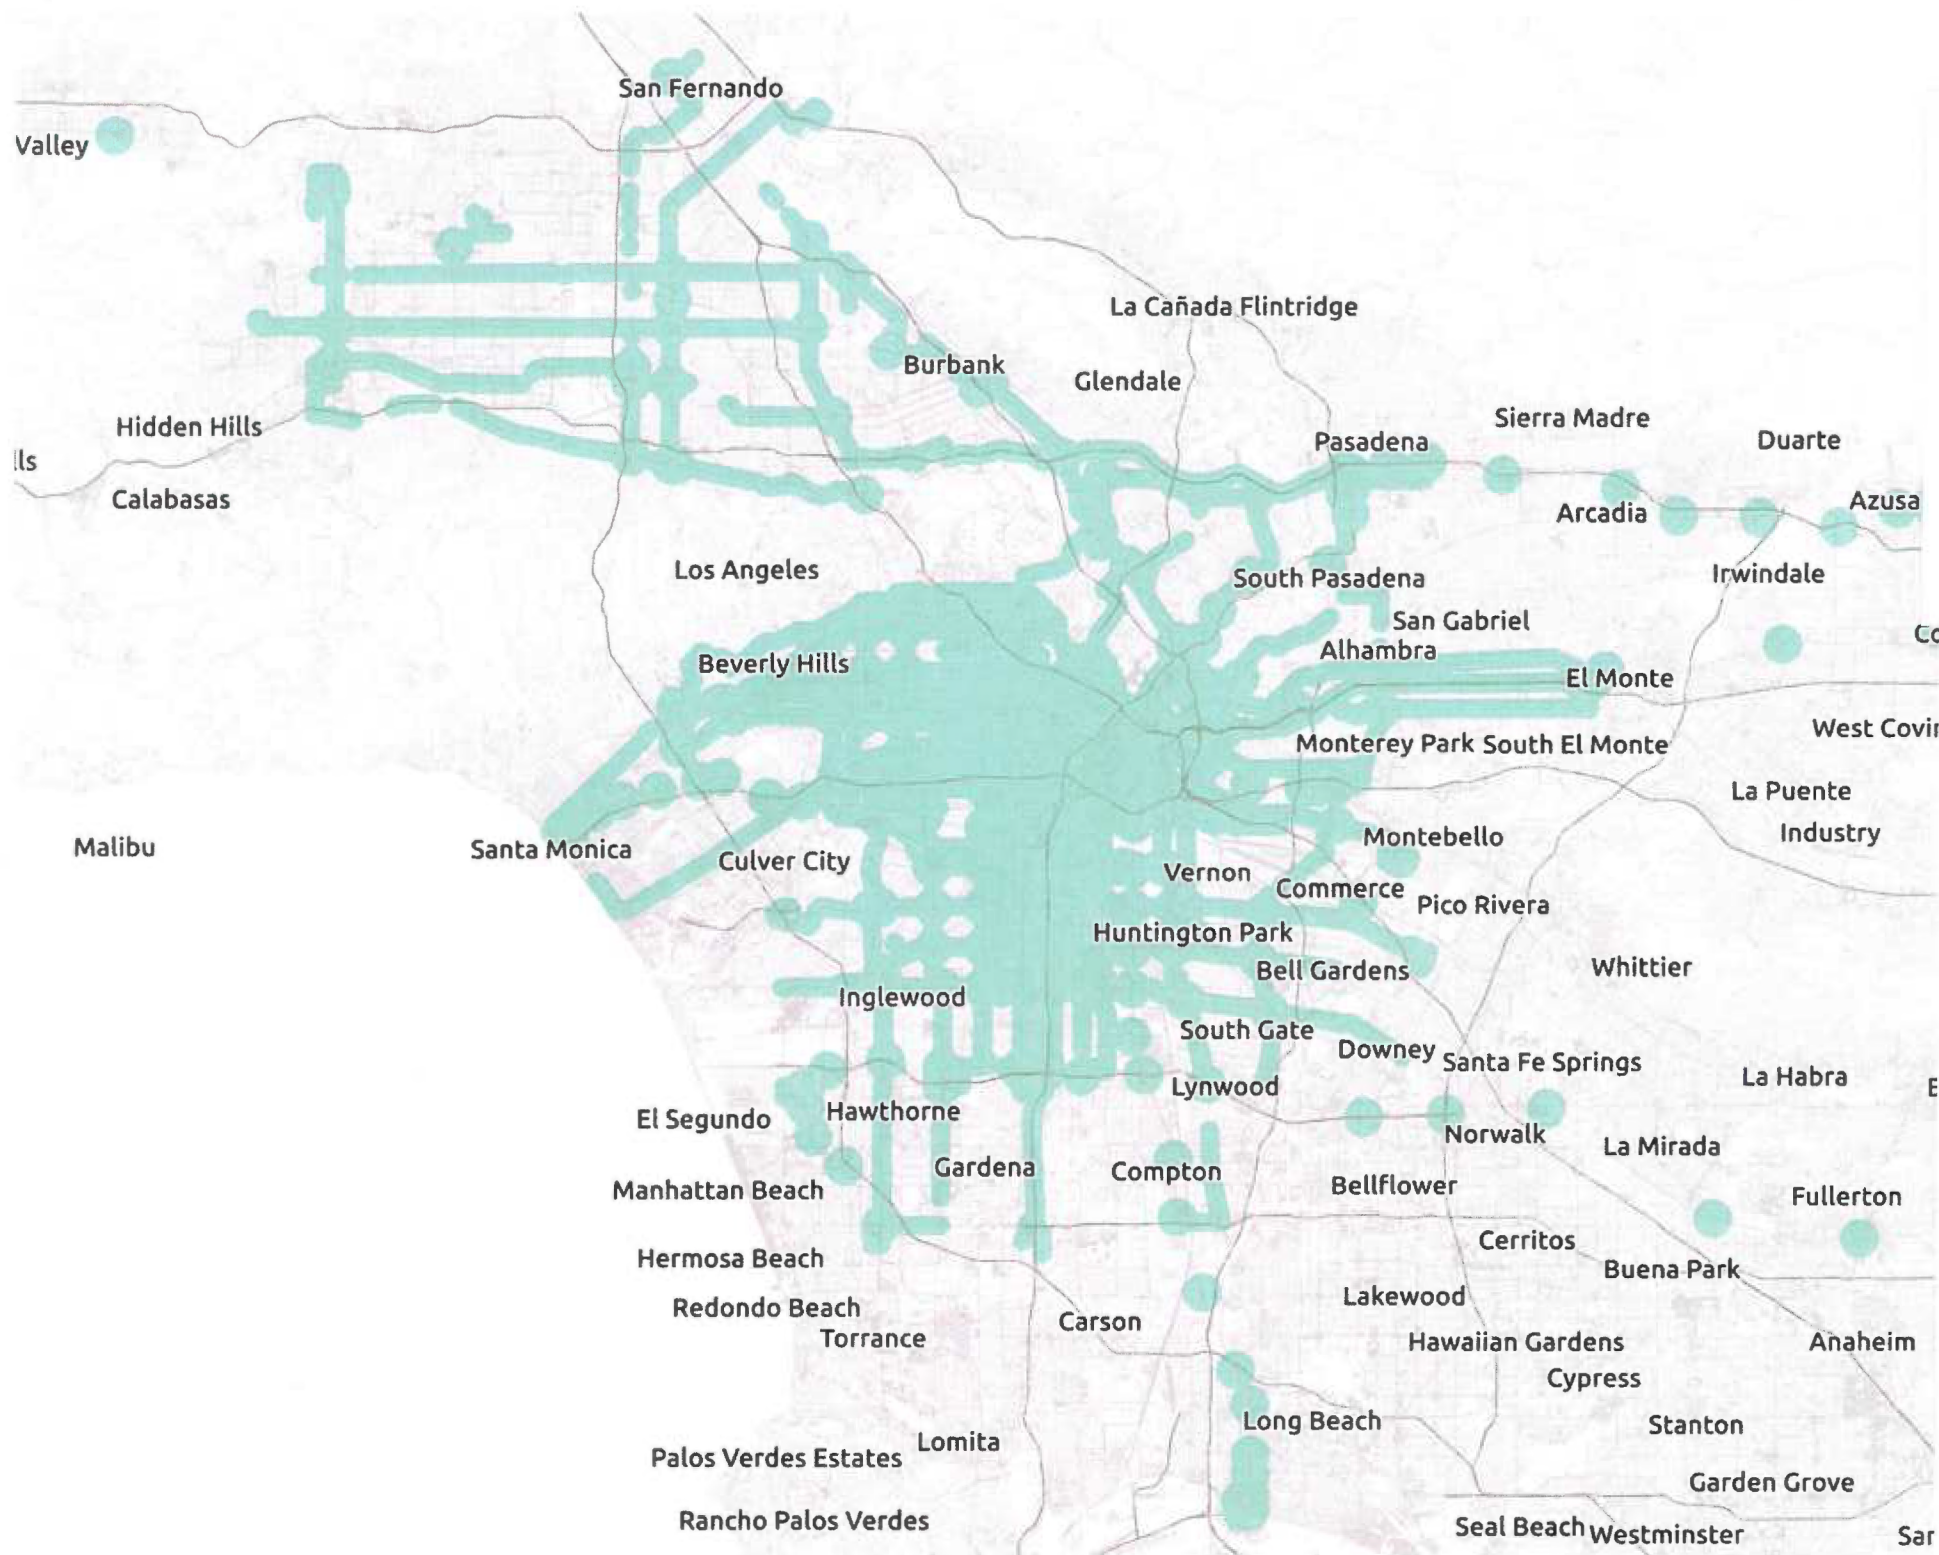 San Fernando
Valley
La Cañada Flintridge
Burbank
Glendale
Sierra Madre
Hidden Hills
Pasadena
Duarte
lls
Calabasas
Azusa
Arcadia
Los Angeles
South Pasadena
Irwindale
San Gabriel
Co
Alhambra
Beverly Hills
El Monte
West Covin
Monterey Park
South El Monte
La Puente
Industry
Montebello
Malibu
Santa Monica
Culver City
Vernon
Commerce
Pico Rivera
Huntington Park
Whittier
Bell Gardens
Inglewood
South Gate
Downey
Santa Fe Springs
La Habra
Lynwood
E
El Segundo
Hawthorne
Norwalk
La Mirada
Gardena
Compton
Manhattan Beach
Bellflower
Fullerton
Cerritos
Hermosa Beach
Buena Park
Redondo Beach
Lakewood
Carson
Torrance
Hawaiian Gardens
Anaheim
Cypress
Long Beach
Stanton
Lomita
Palos Verdes Estates
Garden Grove
Rancho Palos Verdes
Seal Beach
Westminster
Sar